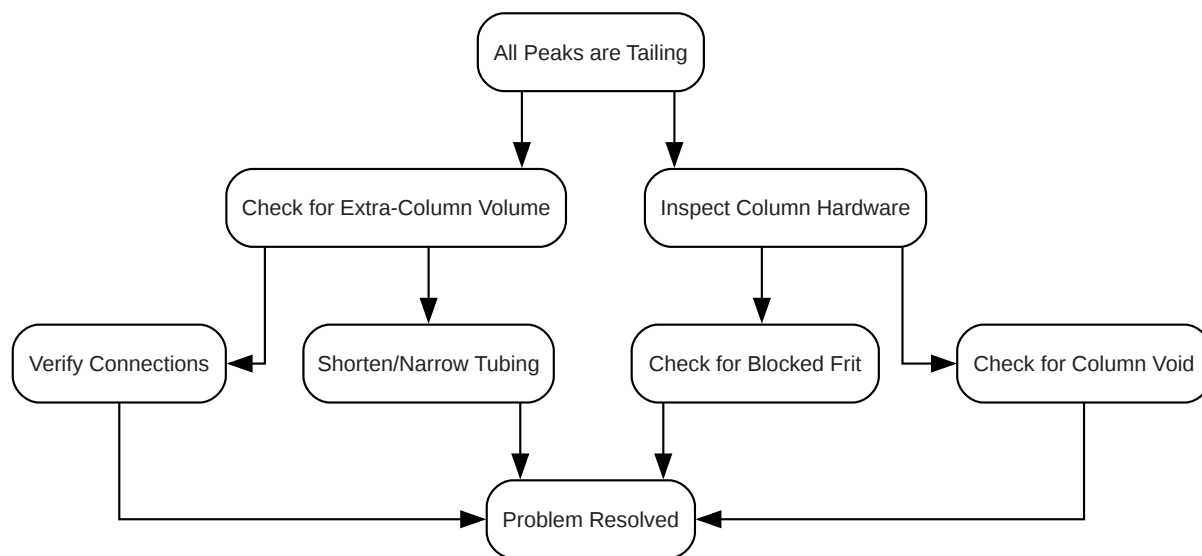 All Peaks are Tailing
Check for Extra-Column Volume
Inspect Column Hardware
Verify Connections
Shorten/Narrow Tubing
Check for Blocked Frit
Check for Column Void
Problem Resolved